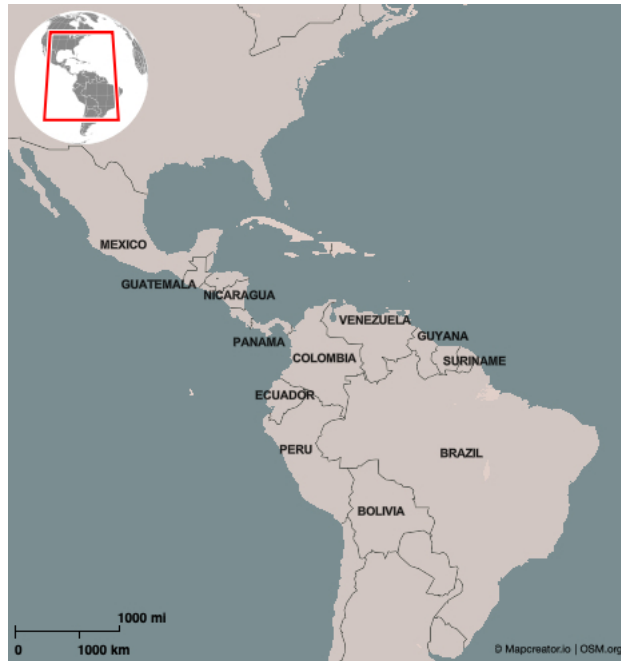 MEXICO
GUATEMALA
NICARAGUA
PANAMA
VENEZUELA
GUYANA
COLOMBIA
SURINAME
ECUADOR
PERU
BRAZIL
BOLIVIA
1000 mi
0 1000 km
© Mapcreator.io | OSM.org